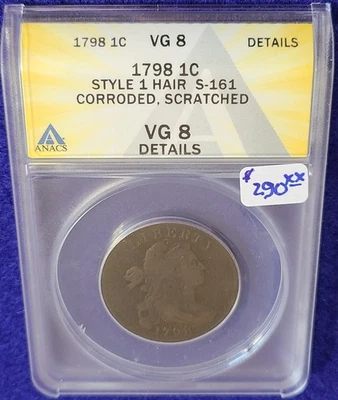 1798 1C VG 8 DETAILS
1798 1C
STYLE 1 HAIR S-161
CORRODED, SCRATCHED
ANACS
VG 8
DETAILS
$290xx
LIBERTY
1798